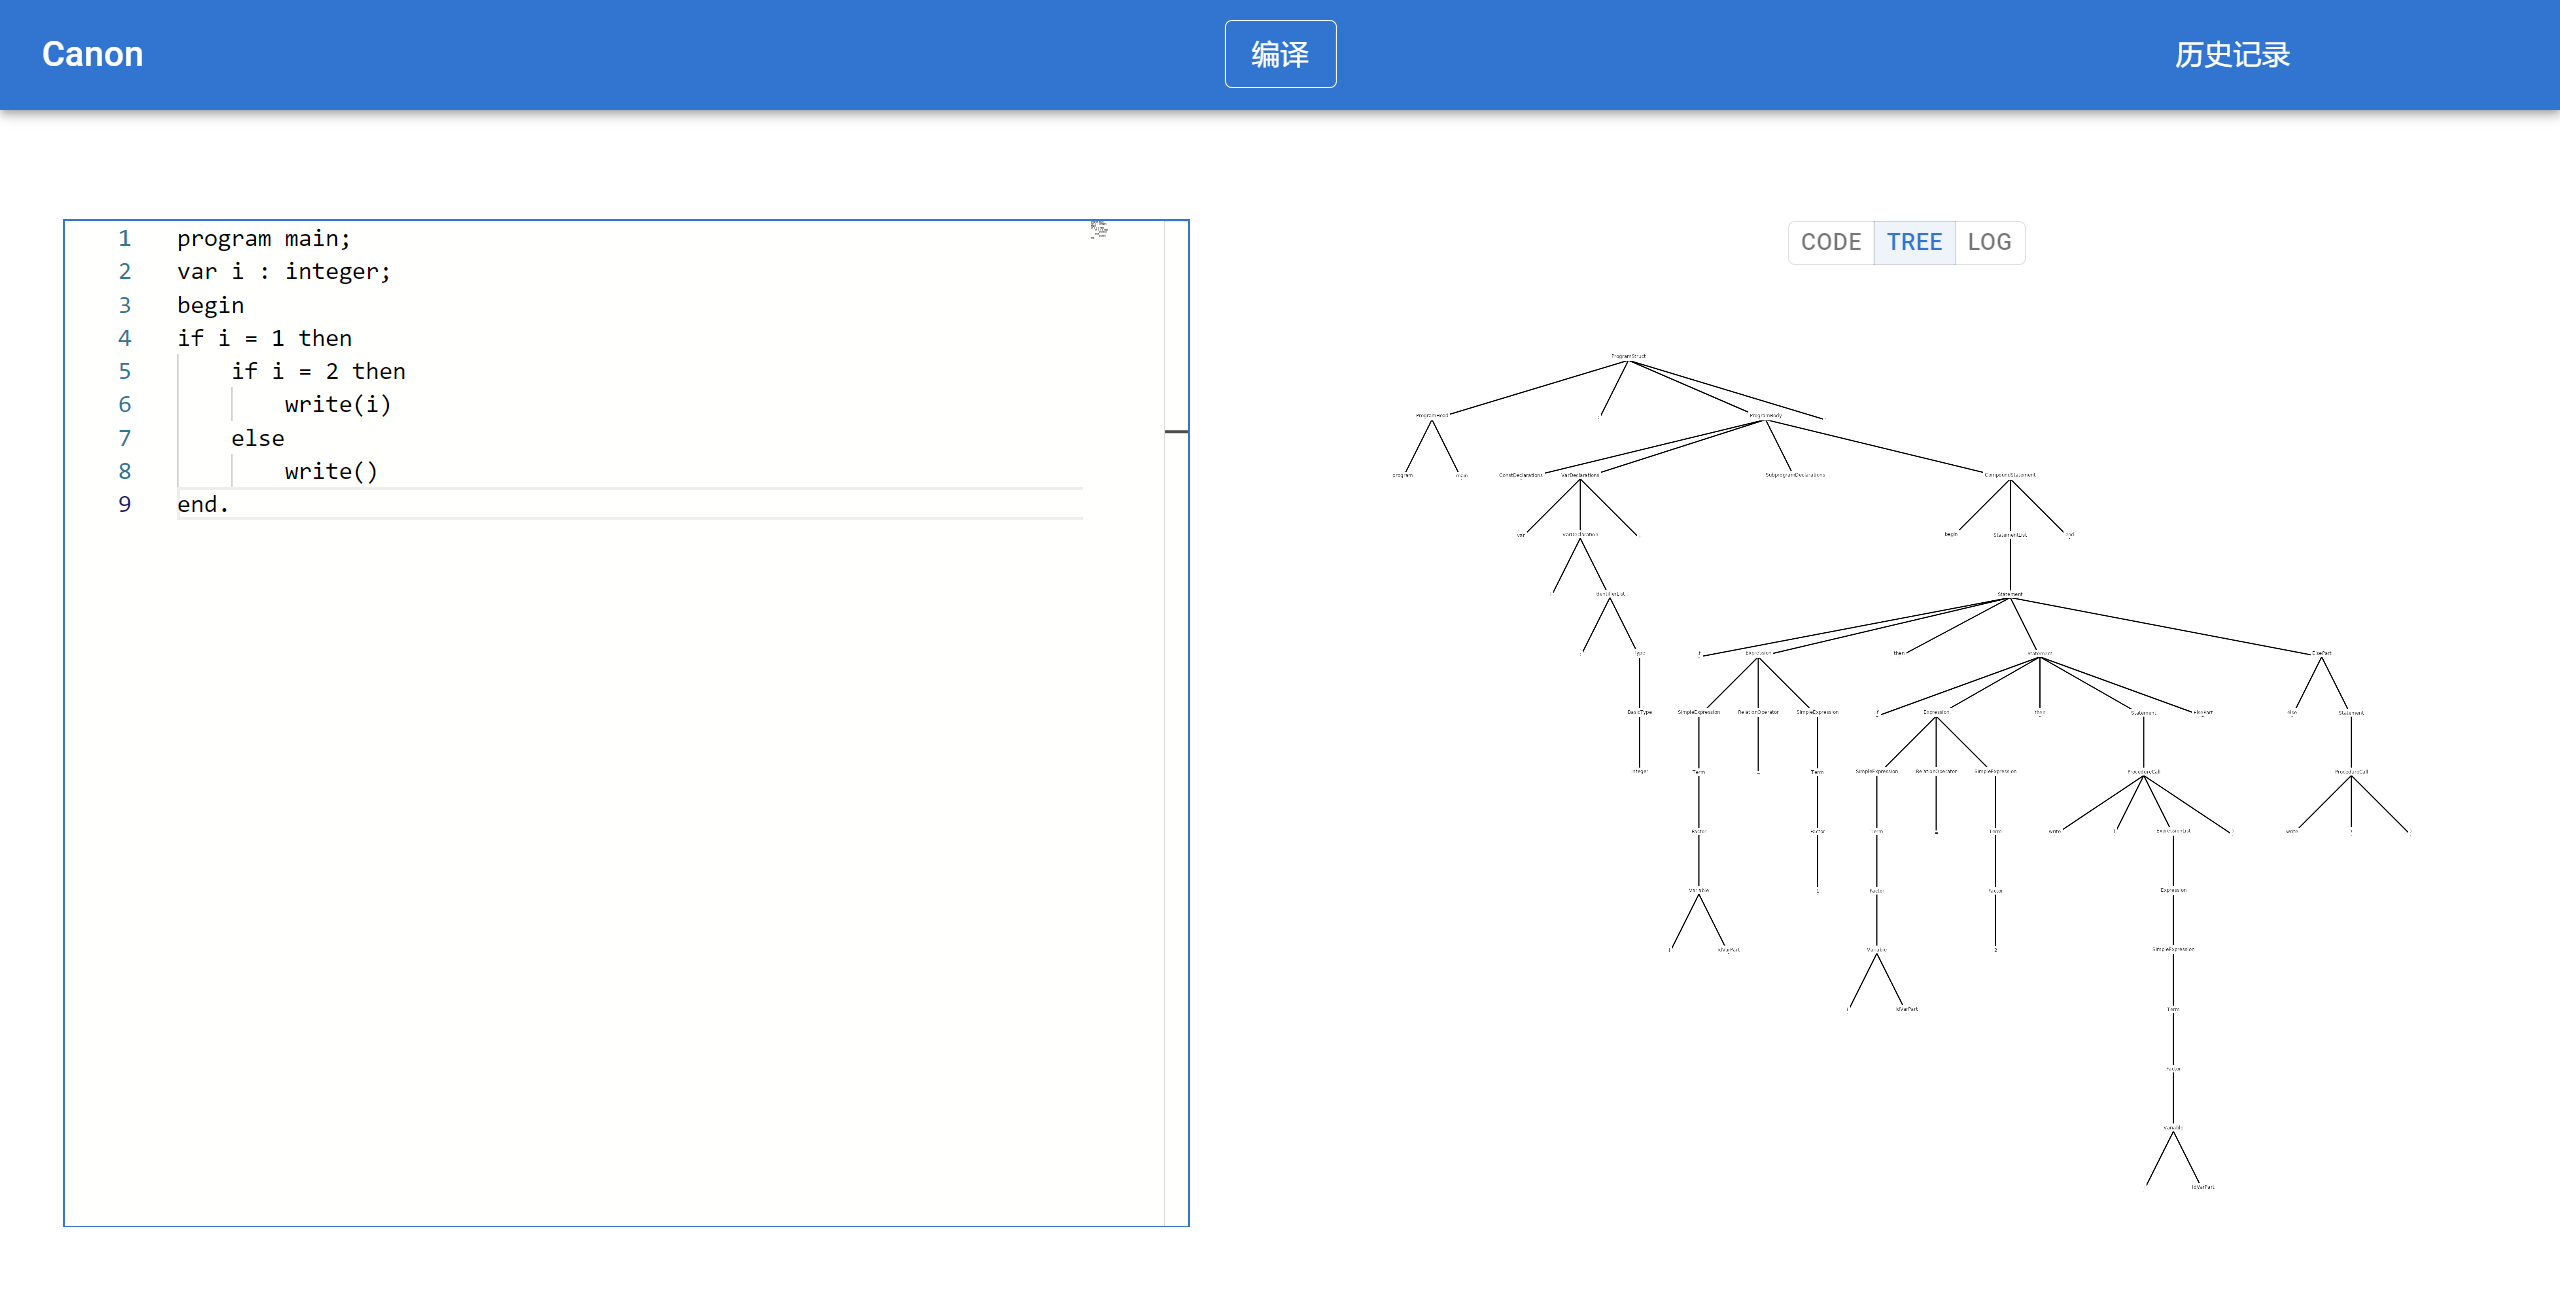 Canon
编译
历史记录
1 program main;
2 var i : integer;
3 begin
4 if i = 1 then
5 if i = 2 then
6 write(i)
7 else
8 write()
9 end.
CODE TREE LOG
ProgramStruct
ProgramHead ProgramBody
program main ConstDeclarations VarDeclarations SubprogramDeclarations CompoundStatement
var VarDeclaration begin StatementList end
IdentifierList Statement
Type if Expression then Statement ElsePart
BasicType SimpleExpression RelationOperator SimpleExpression if Expression then Statement ElsePart else Statement
integer Term = Term SimpleExpression RelationOperator SimpleExpression ProcedureCall ProcedureCall
Factor Factor Term = Term write ( ExpressionList ) write ( )
Variable 1 Factor Factor Expression
i IdVarPart Variable 2 SimpleExpression
i IdVarPart Term
Factor
Variable
IdVarPart